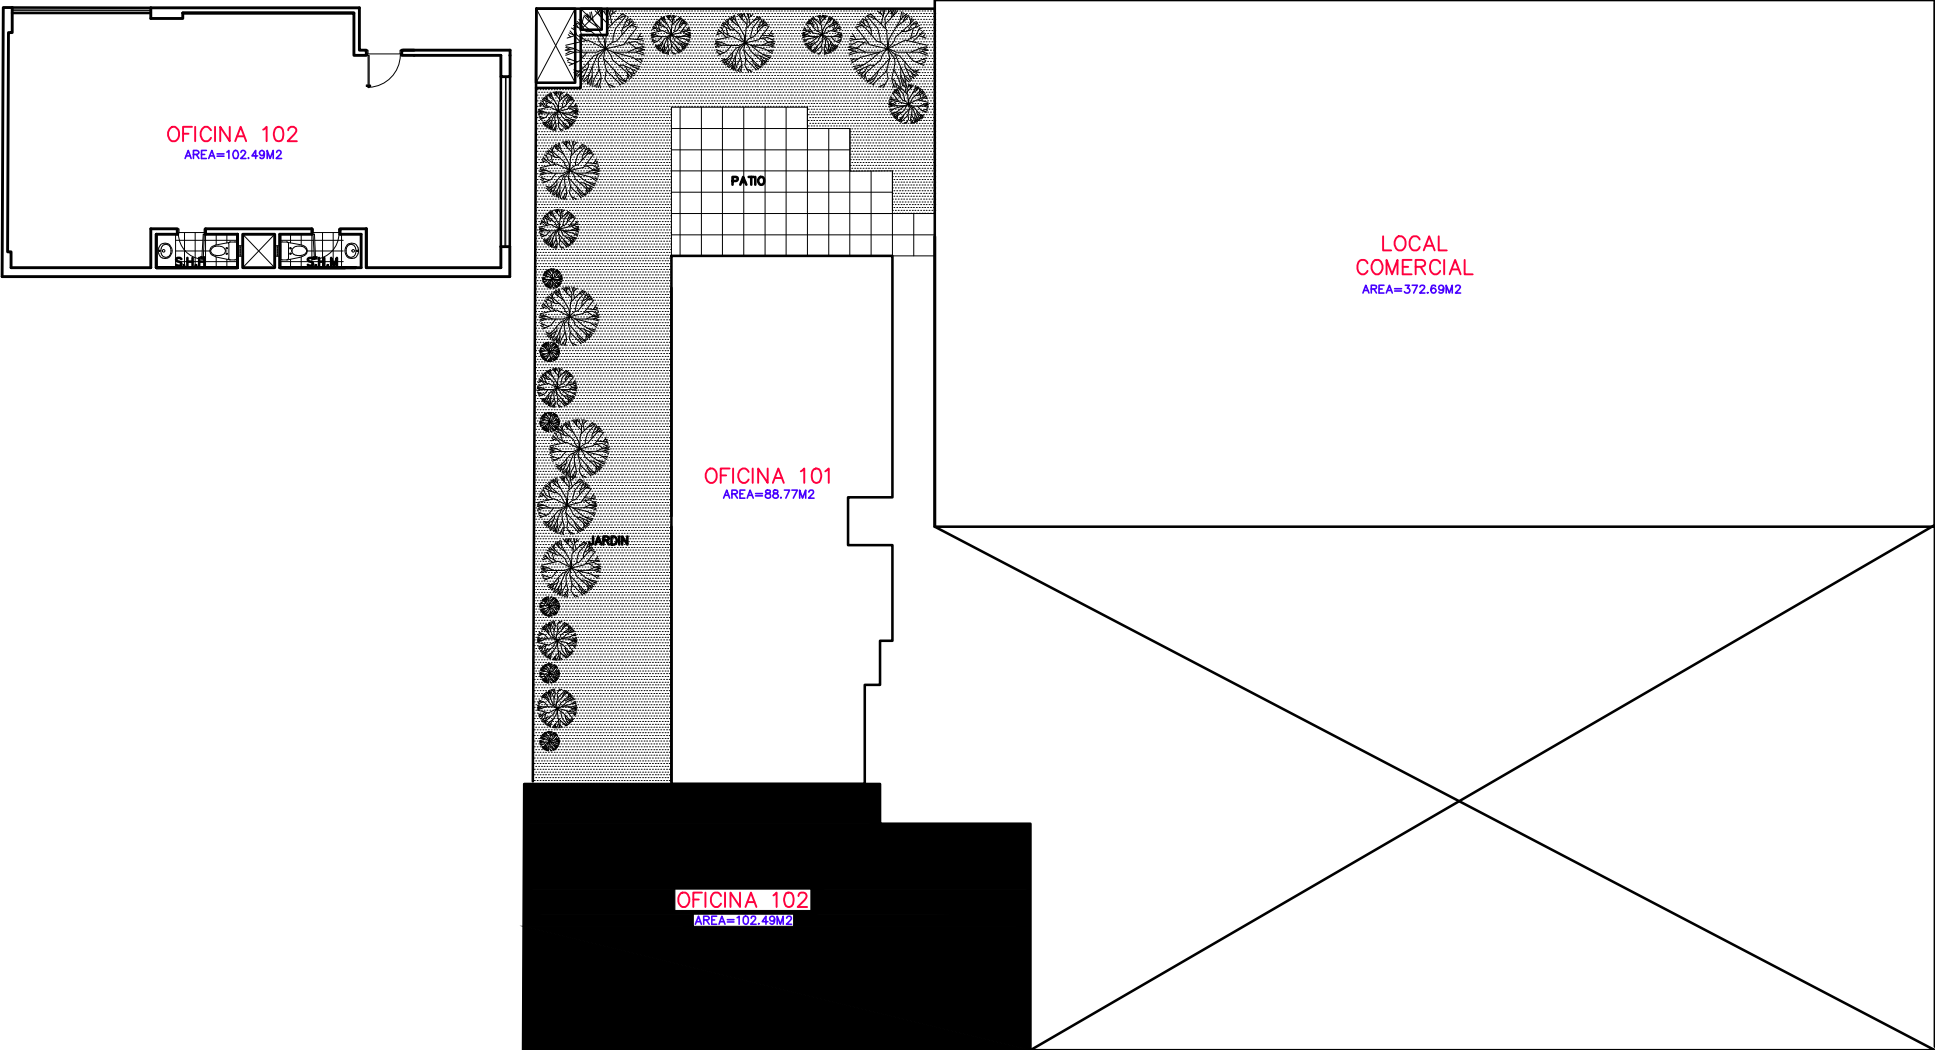 OFICINA 102
AREA=102.49M2
S.H.F
S.H.M
PATIO
LOCAL
COMERCIAL
AREA=372.69M2
OFICINA 101
AREA=88.77M2
JARDIN
OFICINA 102
AREA=102.49M2